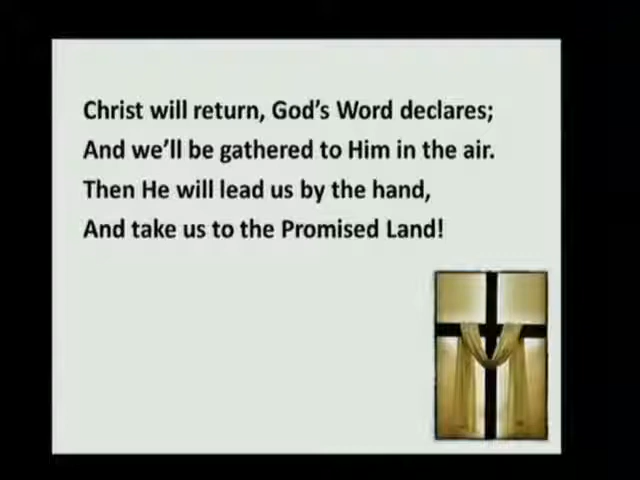 Christ will return, God's Word declares;
And we'll be gathered to Him in the air.
Then He will lead us by the hand,
And take us to the Promised Land!